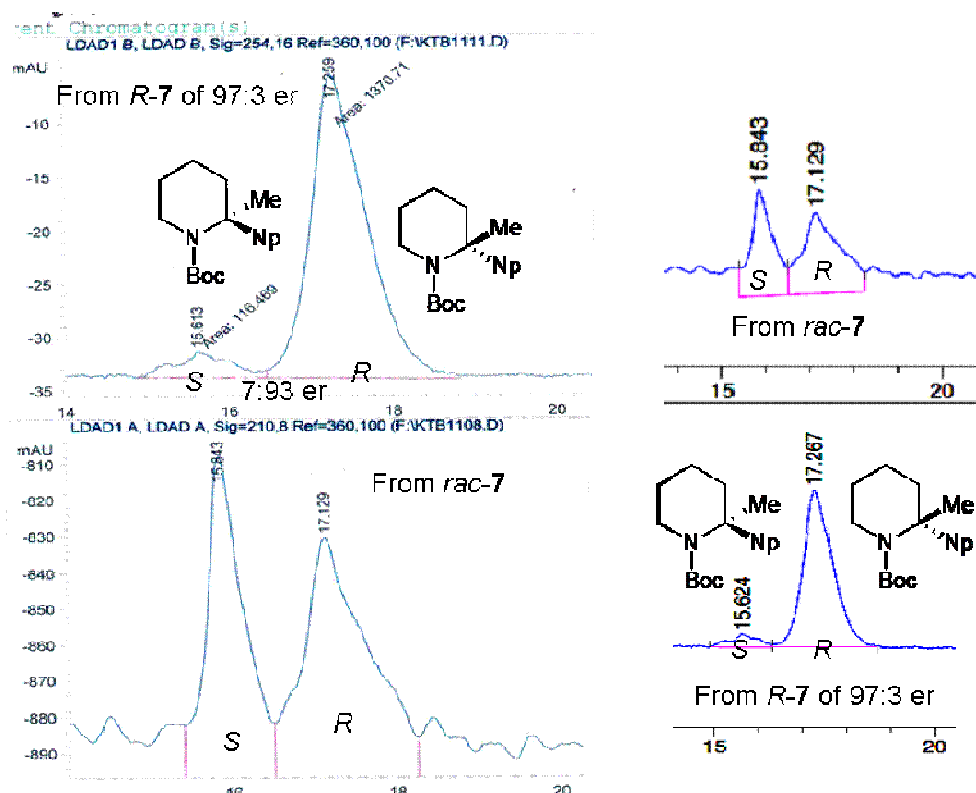 ent Chromatogran(s)
LDAD1 B, LDAD B, Sig=254,16 Ref=360,100 (F:\KTB1111.D)
mAU
17.259
Area: 1370.71
From R-7 of 97:3 er
-10
-15
-20
-25
-30
-35
Me
Np
N
Boc
Me
Np
N
Boc
15.613
Area: 116.469
S
7:93 er
R
14
16
18
20
15.843
17.129
S
R
From rac-7
15
20
LDAD1 A, LDAD A, Sig=210,8 Ref=360,100 (F:\KTB1108.D)
mAU
15.843
From rac-7
17.129
-810
-820
-830
-840
-850
-860
-870
-880
-890
S
R
16
18
20
17.267
Me
Np
N
Boc
Me
Np
N
Boc
15.624
S
R
From R-7 of 97:3 er
15
20